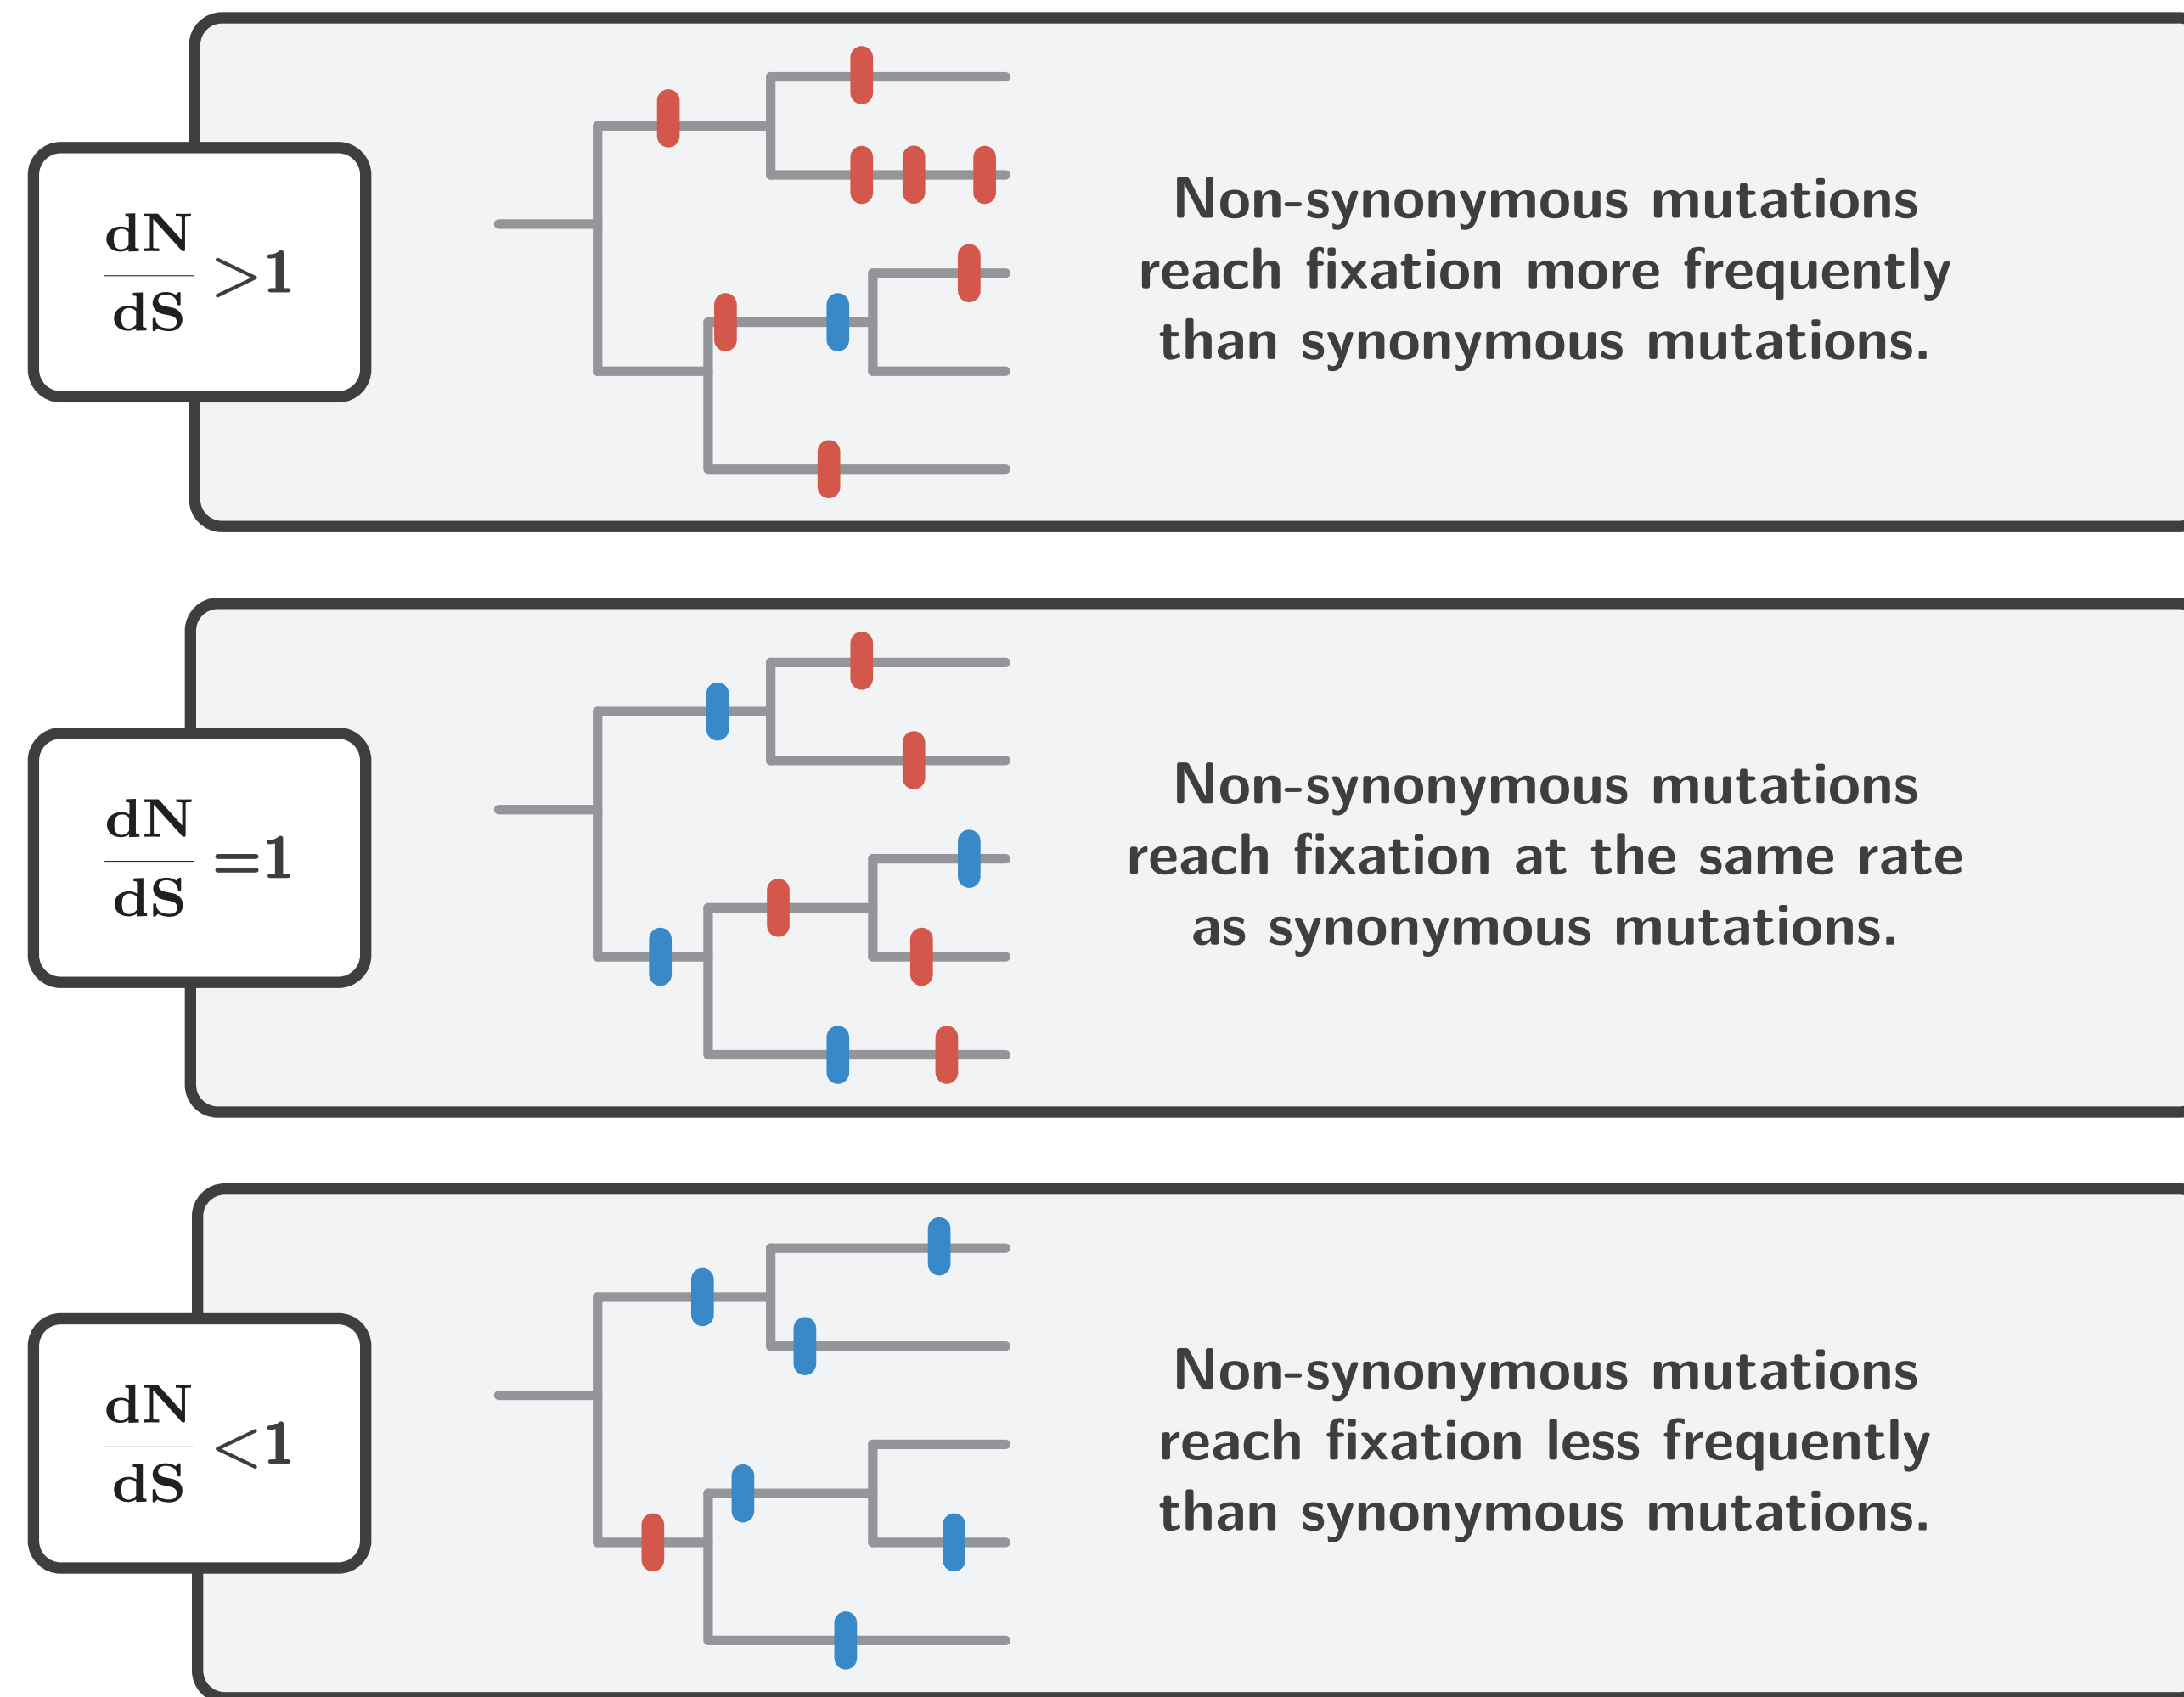 dN
dS
>1
Non-synonymous mutations
reach fixation more frequently
than synonymous mutations.
dN
dS
=1
Non-synonymous mutations
reach fixation at the same rate
as synonymous mutations.
dN
dS
<1
Non-synonymous mutations
reach fixation less frequently
than synonymous mutations.